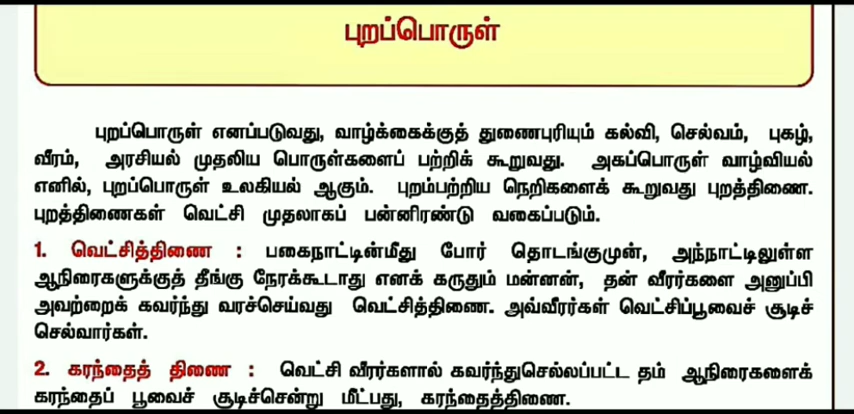 புறப்பொருள்
புறப்பொருள் எனப்படுவது, வாழ்க்கைக்குத் துணைபுரியும் கல்வி, செல்வம், புகழ்,
வீரம், அரசியல் முதலிய பொருள்களைப் பற்றிக் கூறுவது. அகப்பொருள் வாழ்வியல்
எனில், புறப்பொருள் உலகியல் ஆகும். புறம்பற்றிய நெறிகளைக் கூறுவது புறத்திணை.
புறத்திணைகள் வெட்சி முதலாகப் பன்னிரண்டு வகைப்படும்.
1. வெட்சித்திணை : பகைநாட்டின்மீது போர் தொடங்குமுன், அந்நாட்டிலுள்ள
ஆநிரைகளுக்குத் தீங்கு நேரக்கூடாது எனக் கருதும் மன்னன், தன் வீரர்களை அனுப்பி
அவற்றைக் கவர்ந்து வரச்செய்வது வெட்சித்திணை. அவ்வீரர்கள் வெட்சிப்பூவைச் சூடிச்
செல்வார்கள்.
2. கரந்தைத் திணை : வெட்சி வீரர்களால் கவர்ந்துசெல்லப்பட்ட தம் ஆநிரைகளைக்
கரந்தைப் பூவைச் சூடிச்சென்று மீட்பது, கரந்தைத்திணை.